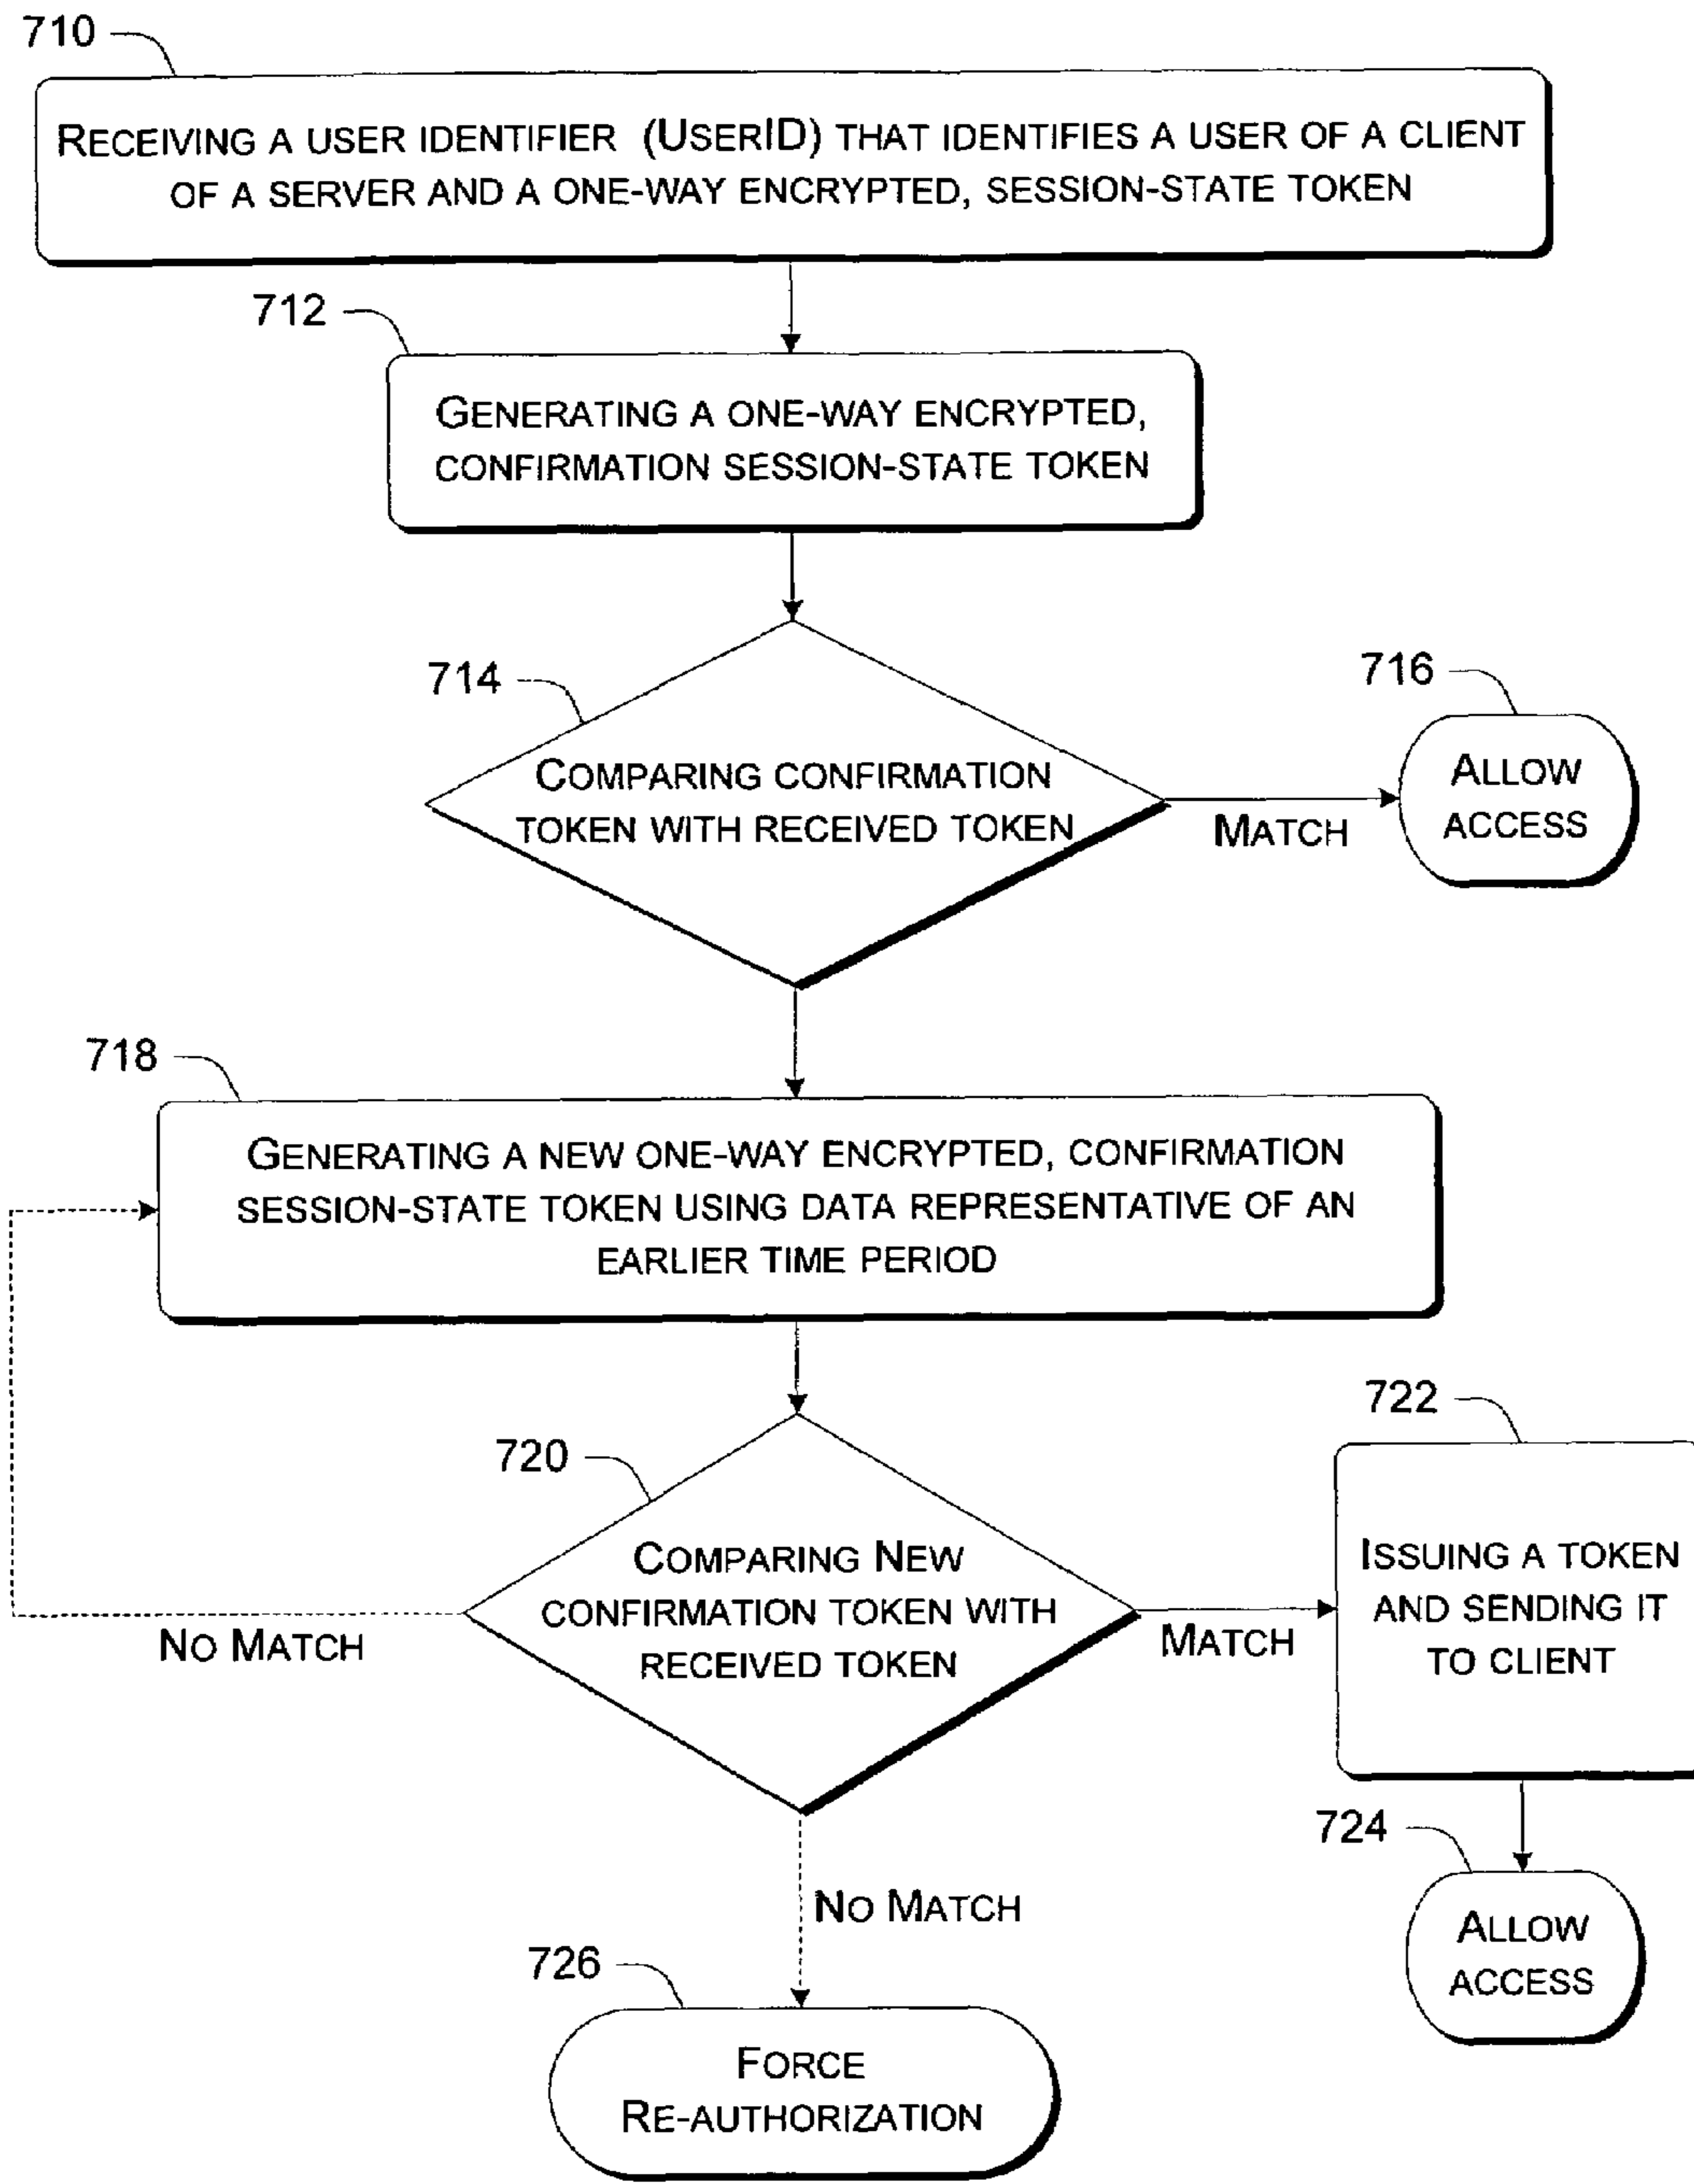 710
RECEIVING A USER IDENTIFIER (USERID) THAT IDENTIFIES A USER OF A CLIENT
OF A SERVER AND A ONE-WAY ENCRYPTED, SESSION-STATE TOKEN
712
GENERATING A ONE-WAY ENCRYPTED,
CONFIRMATION SESSION-STATE TOKEN
714
COMPARING CONFIRMATION
TOKEN WITH RECEIVED TOKEN
MATCH
716
ALLOW
ACCESS
718
GENERATING A NEW ONE-WAY ENCRYPTED, CONFIRMATION
SESSION-STATE TOKEN USING DATA REPRESENTATIVE OF AN
EARLIER TIME PERIOD
720
COMPARING NEW
CONFIRMATION TOKEN WITH
RECEIVED TOKEN
NO MATCH
MATCH
722
ISSUING A TOKEN
AND SENDING IT
TO CLIENT
724
ALLOW
ACCESS
NO MATCH
726
FORCE
RE-AUTHORIZATION